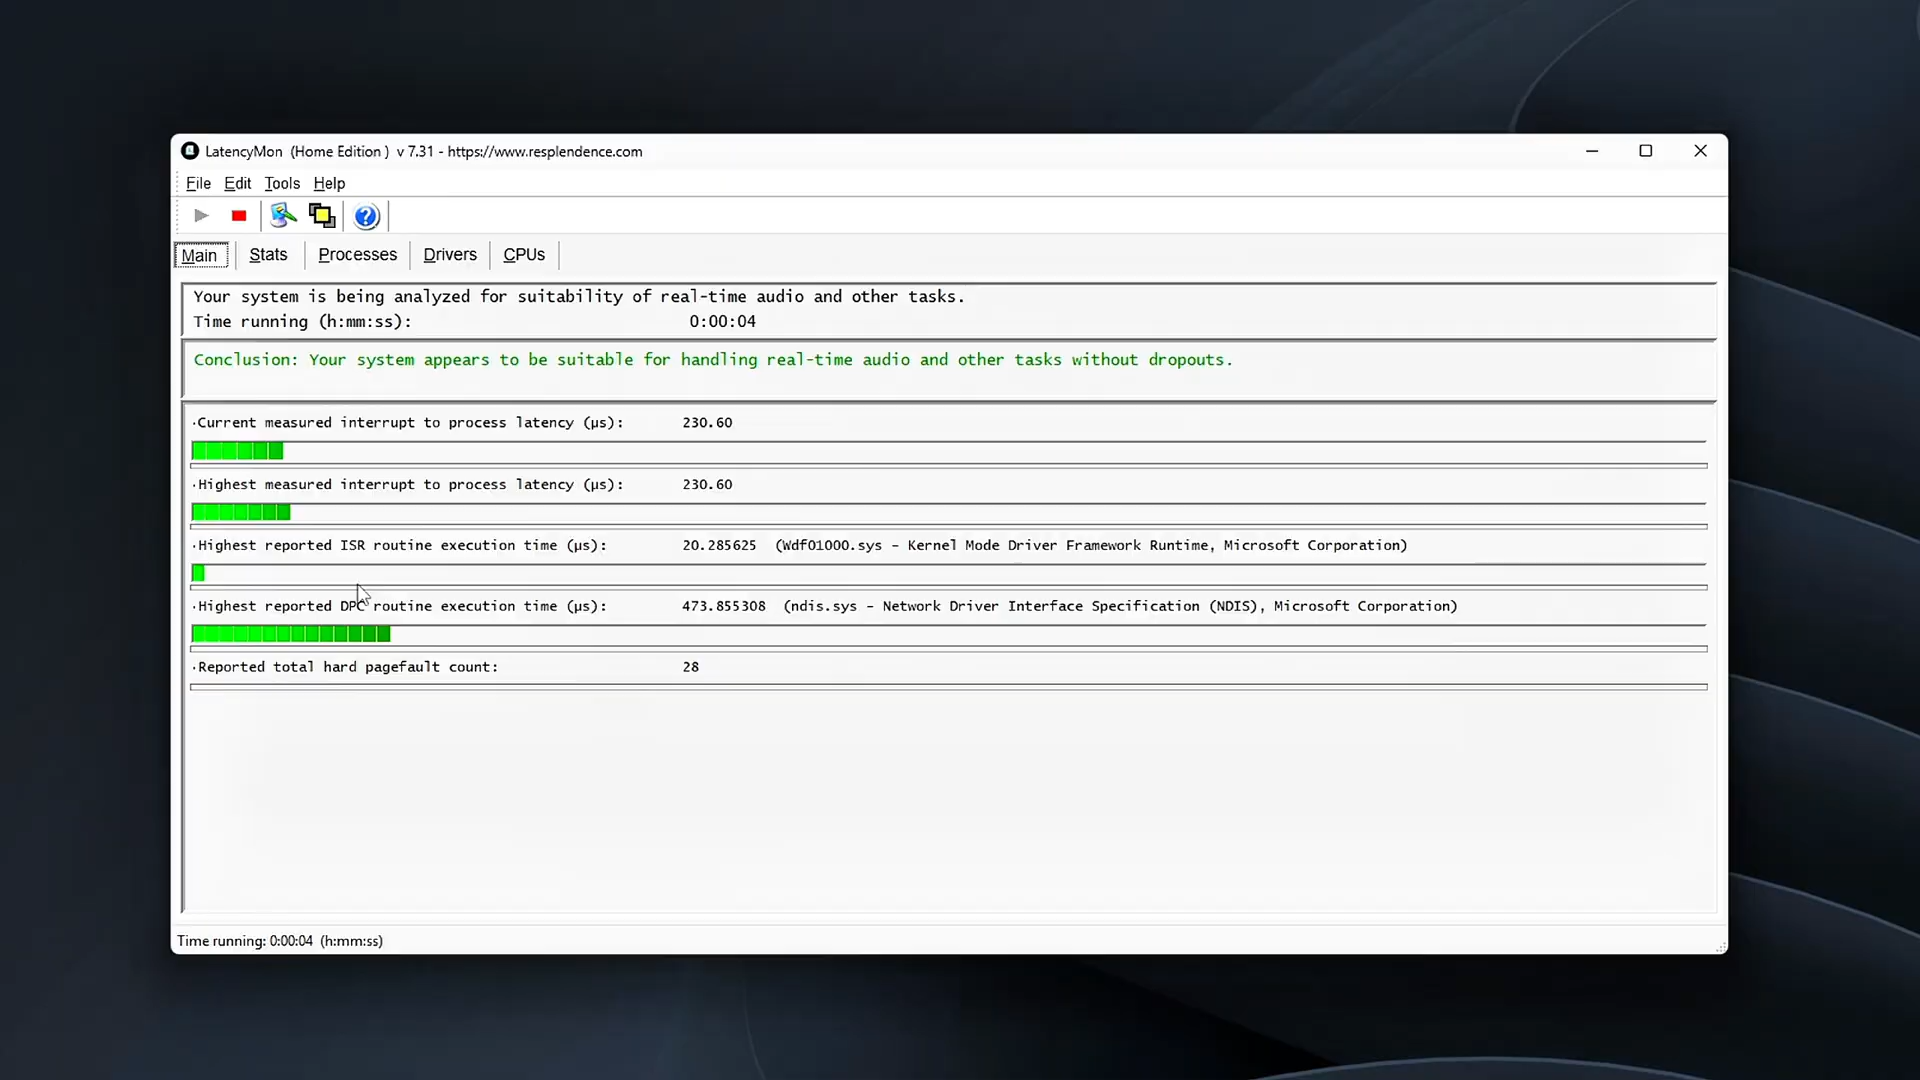 LatencyMon (Home Edition ) v 7.31 - https://www.resplendence.com
File Edit Tools Help
Main Stats Processes Drivers CPUs
Your system is being analyzed for suitability of real-time audio and other tasks.
Time running (h:mm:ss): 0:00:04
Conclusion: Your system appears to be suitable for handling real-time audio and other tasks without dropouts.
·Current measured interrupt to process latency (µs): 230.60
·Highest measured interrupt to process latency (µs): 230.60
·Highest reported ISR routine execution time (µs): 20.285625 (Wdf01000.sys - Kernel Mode Driver Framework Runtime, Microsoft Corporation)
·Highest reported DPC routine execution time (µs): 473.855308 (ndis.sys - Network Driver Interface Specification (NDIS), Microsoft Corporation)
·Reported total hard pagefault count: 28
Time running: 0:00:04 (h:mm:ss)